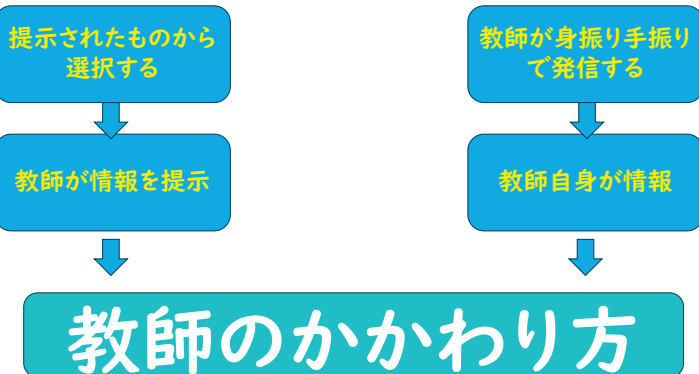 提示されたものから
選択する
教師が情報を提示
教師が身振り手振り
で発信する
教師自身が情報
教師のかかわり方